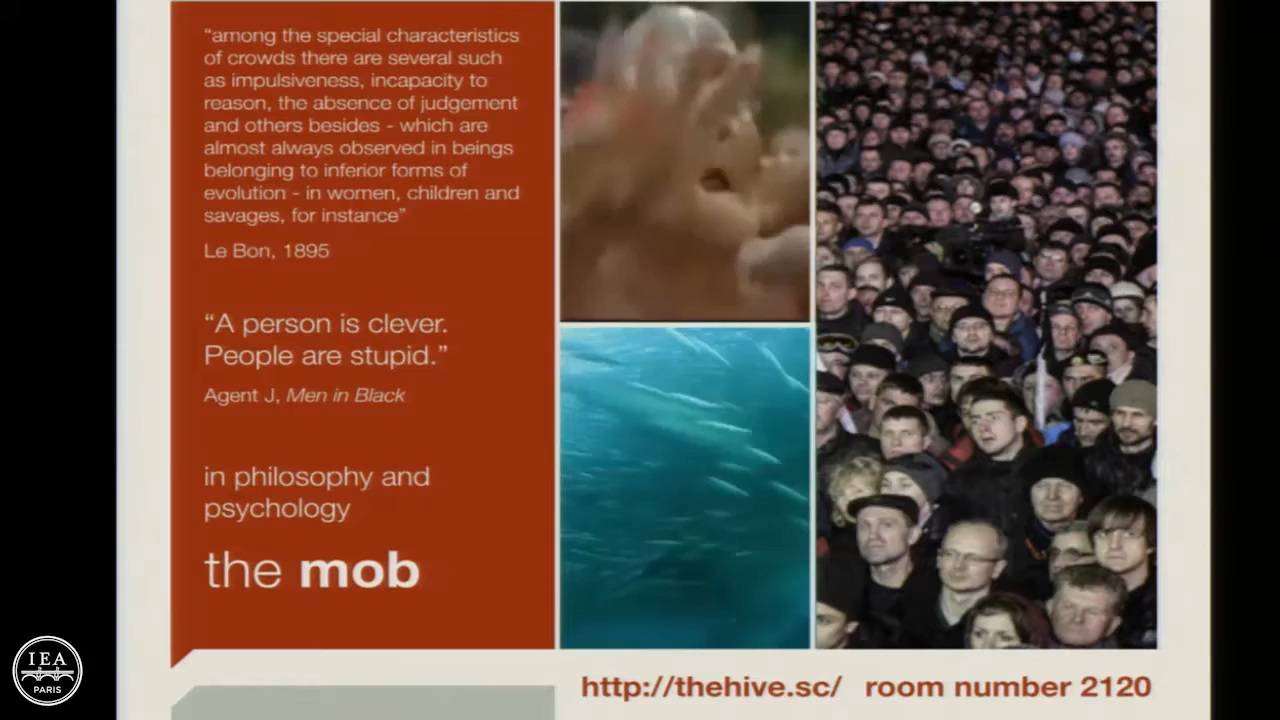 “among the special characteristics
of crowds there are several such
as impulsiveness, incapacity to
reason, the absence of judgement
and others besides - which are
almost always observed in beings
belonging to inferior forms of
evolution - in women, children and
savages, for instance”
Le Bon, 1895
“A person is clever.
People are stupid.”
Agent J, Men in Black
in philosophy and
psychology
the mob
http://thehive.sc/ room number 2120
IEA
PARIS